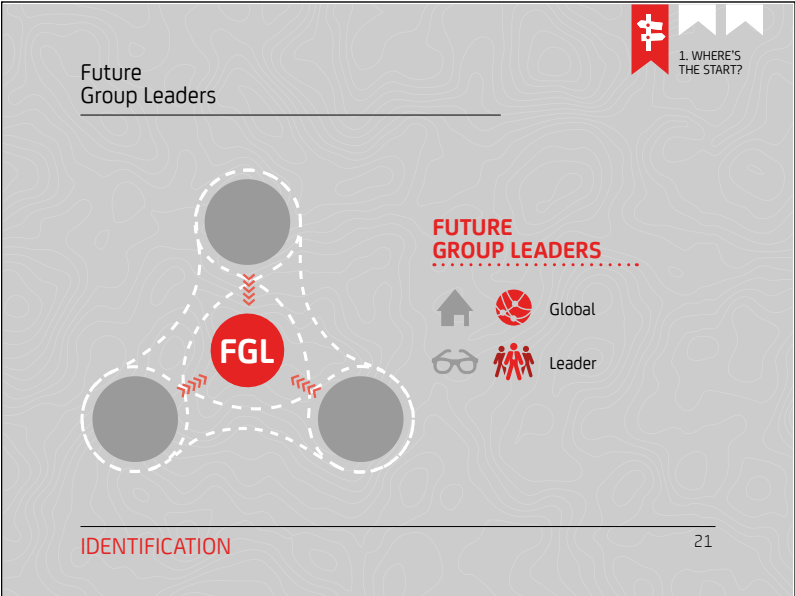 1. WHERE'S
THE START?
Future
Group Leaders
FUTURE
GROUP LEADERS
Global
FGL
Leader
IDENTIFICATION
21